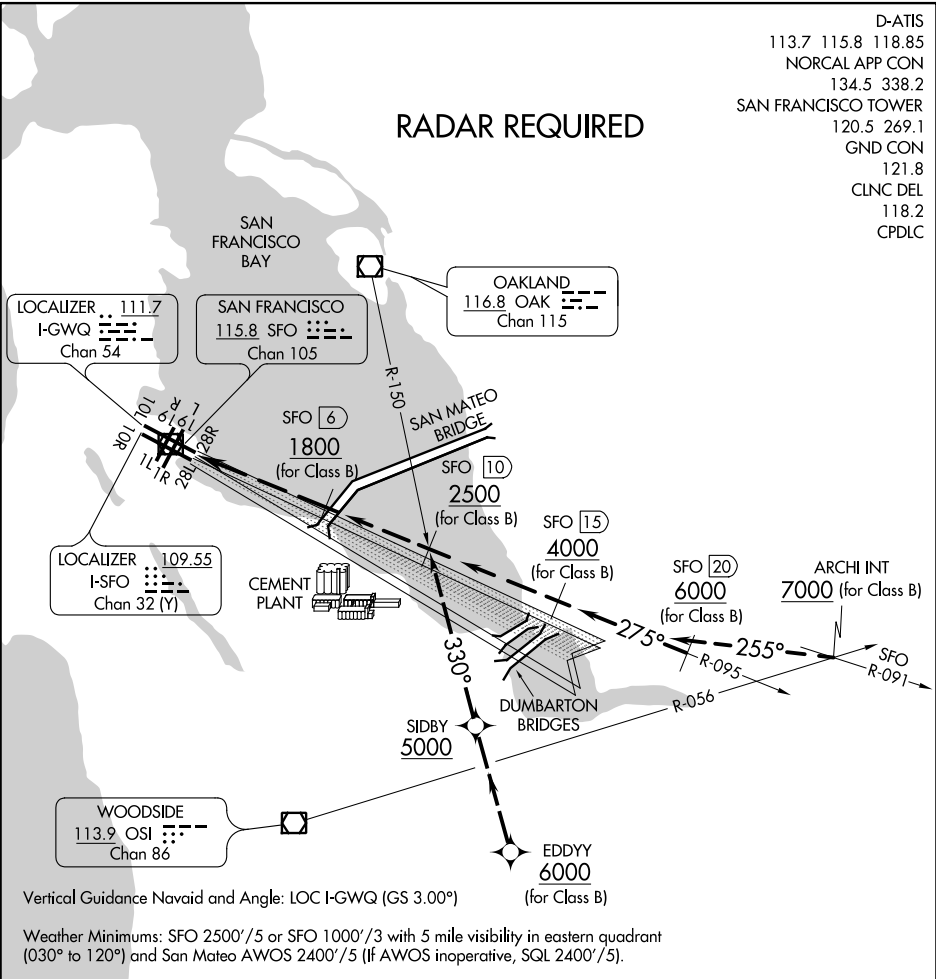 D-ATIS
113.7 115.8 118.85
NORCAL APP CON
134.5 338.2
SAN FRANCISCO TOWER
120.5 269.1
GND CON
121.8
CLNC DEL
118.2
CPDLC
RADAR REQUIRED
SAN
FRANCISCO
BAY
OAKLAND
116.8 OAK
Chan 115
LOCALIZER 111.7
I-GWQ
Chan 54
SAN FRANCISCO
115.8 SFO
Chan 105
R-150
SAN MATEO
BRIDGE
10L
10R
19L
19R
28R
28L
1L
1R
SFO 6
1800
(for Class B)
SFO 10
2500
(for Class B)
SFO 15
4000
(for Class B)
SFO 20
6000
(for Class B)
ARCHI INT
7000 (for Class B)
LOCALIZER 109.55
I-SFO
Chan 32 (Y)
CEMENT
PLANT
330°
275°
255°
R-095
SFO
R-091
R-056
DUMBARTON
BRIDGES
SIDBY
5000
WOODSIDE
113.9 OSI
Chan 86
EDDYY
6000
(for Class B)
Vertical Guidance Navaid and Angle: LOC I-GWQ (GS 3.00°)
Weather Minimums: SFO 2500'/5 or SFO 1000'/3 with 5 mile visibility in eastern quadrant
(030° to 120°) and San Mateo AWOS 2400'/5 (If AWOS inoperative, SQL 2400'/5).